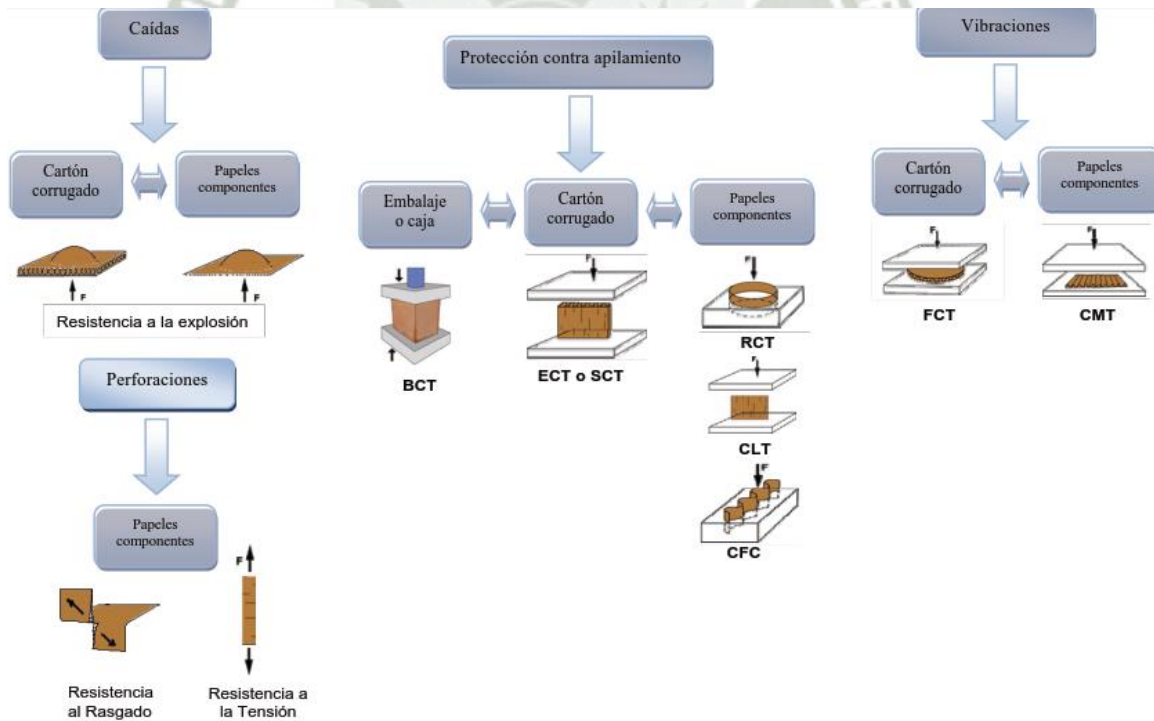 Caídas
Cartón
corrugado
Papeles
componentes
F
F
Resistencia a la explosión
Perforaciones
Papeles
componentes
F
Resistencia
al Rasgado
Resistencia a
la Tensión
Protección contra apilamiento
Embalaje
o caja
Cartón
corrugado
Papeles
componentes
BCT
F
ECT o SCT
F
RCT
F
CLT
F
CFC
Vibraciones
Cartón
corrugado
Papeles
componentes
F
FCT
F
CMT